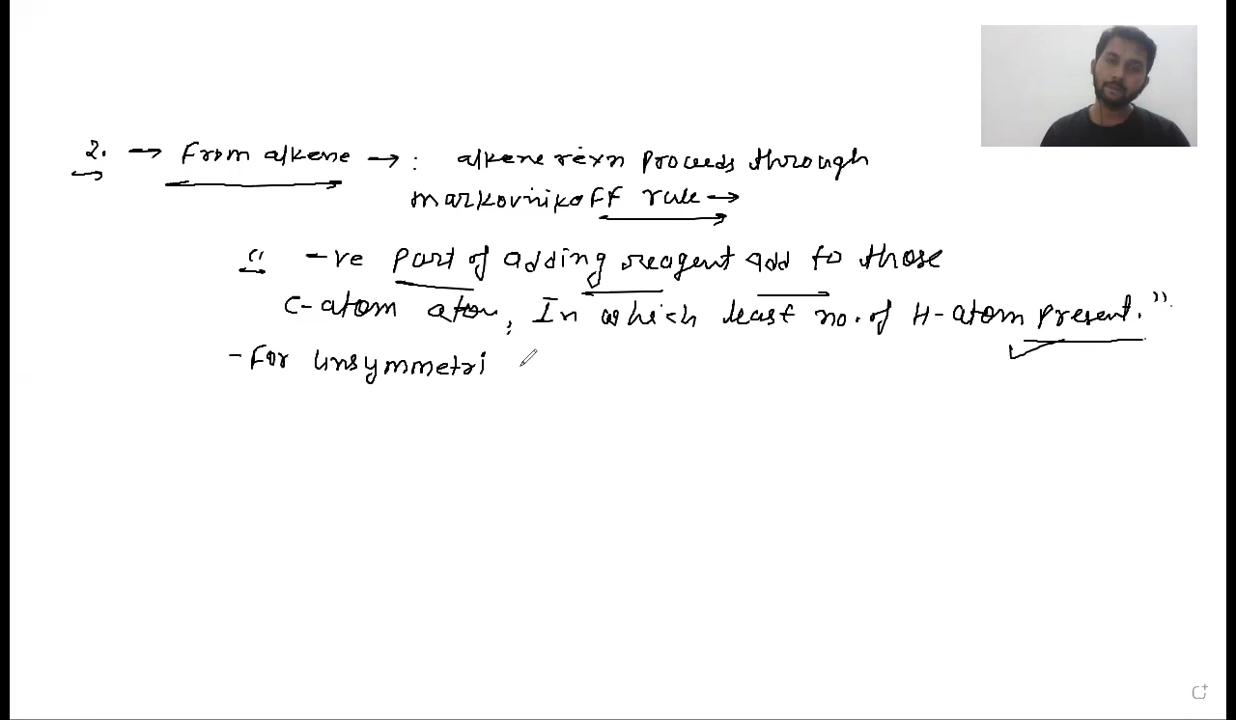 2. → From alkene → : alkene rexn proceeds through
markovnikoff rule →
" -ve part of adding reagent add to those
C-atom atom, In which least no. of H-atom present."
- For unsymmetri